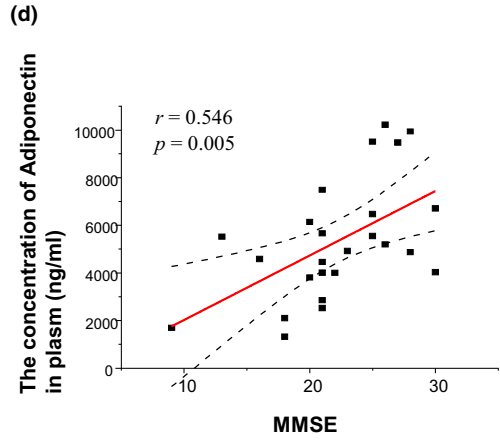 (d)
r = 0.546
p = 0.005
10000
8000
6000
4000
2000
0
10
20
30
The concentration of Adiponectin
in plasm (ng/ml)
MMSE